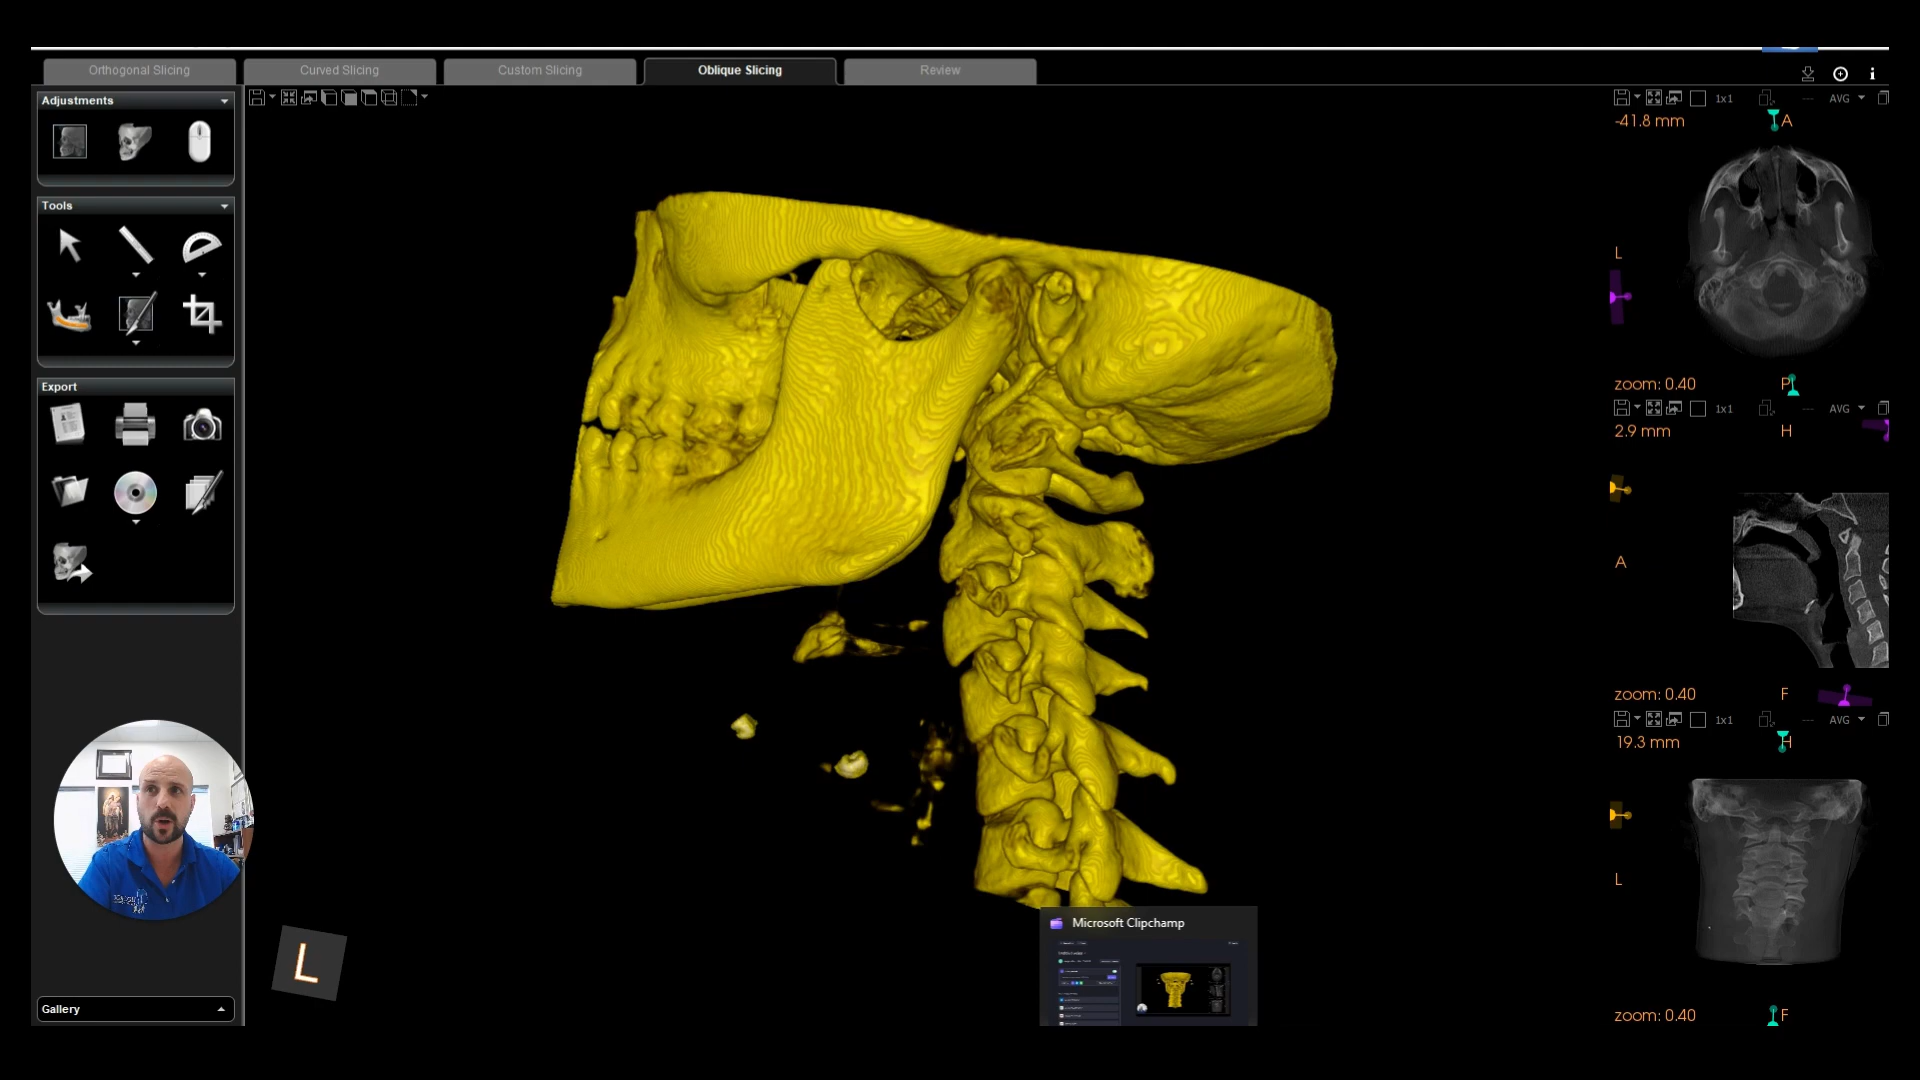 Orthogonal Slicing
Curved Slicing
Custom Slicing
Oblique Slicing
Review
Adjustments
Tools
Export
Gallery
L
Microsoft Clipchamp
1x1
AVG
-41.8 mm
A
L
zoom: 0.40
P
1x1
AVG
2.9 mm
H
A
zoom: 0.40
F
1x1
AVG
19.3 mm
H
L
zoom: 0.40
F